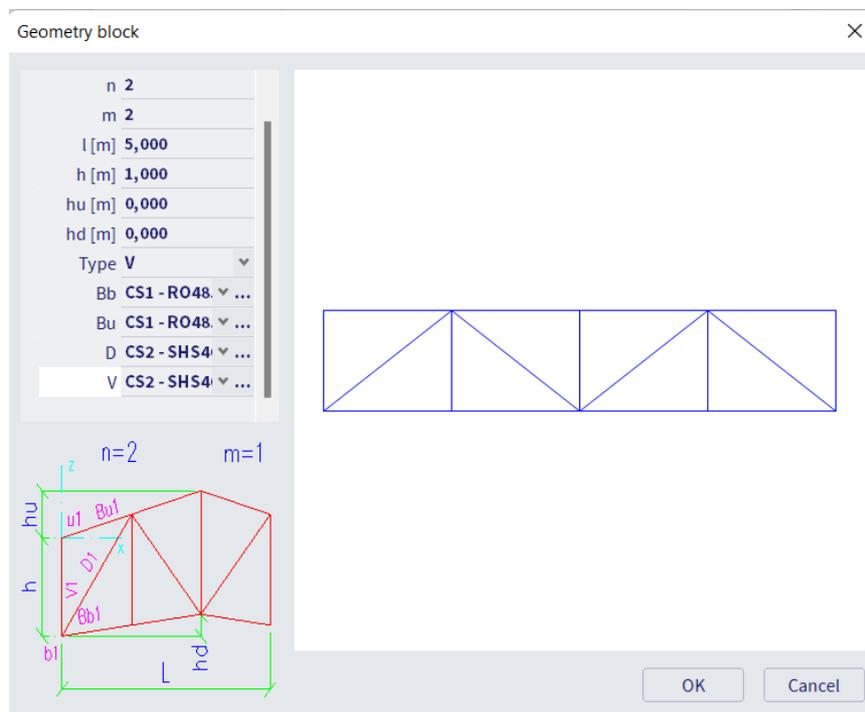 Geometry block
n 2
m 2
l [m] 5,000
h [m] 1,000
hu [m] 0,000
hd [m] 0,000
Type V
Bb CS1 - RO48. ...
Bu CS1 - RO48. ...
D CS2 - SHS4 ...
V CS2 - SHS4 ...
n=2 m=1
z
hu
u1 Bu1
x
h
V1
D1
Bb1
b1
hd
L
OK Cancel